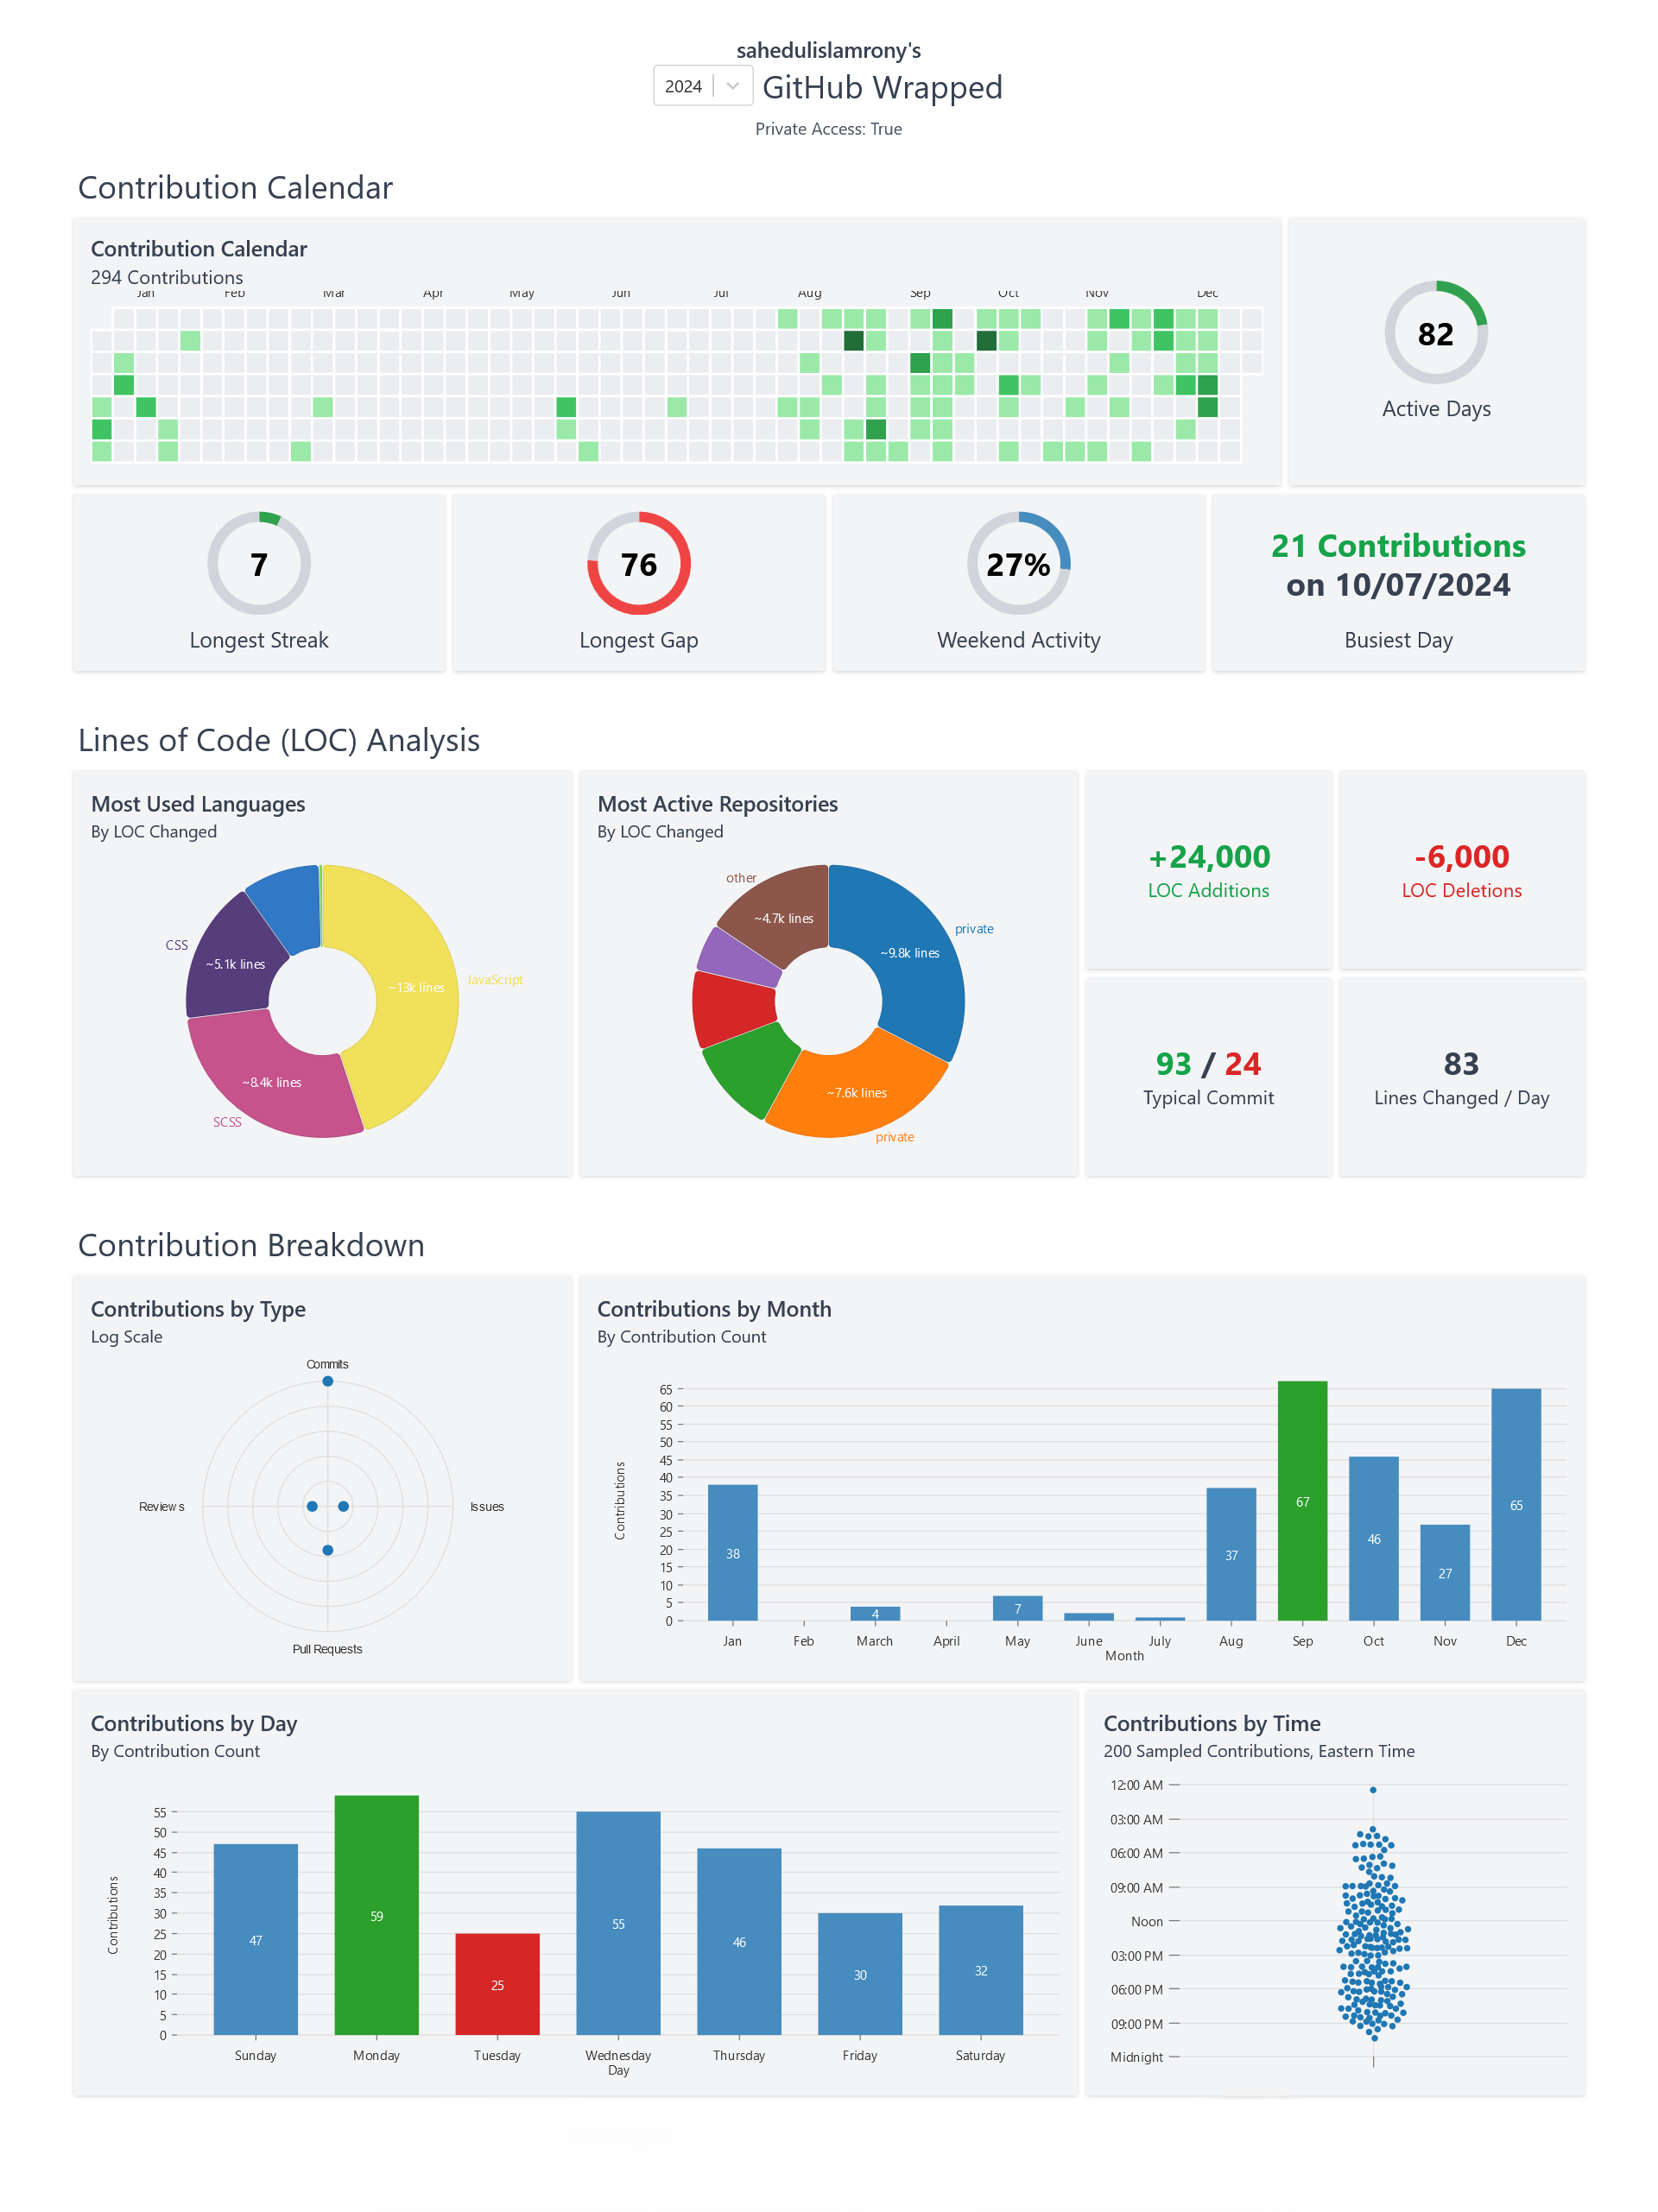 sahedulislamrony's
2024 GitHub Wrapped
Private Access: True
Contribution Calendar
Contribution Calendar
294 Contributions
Jan Feb Mar Apr May Jun Jul Aug Sep Oct Nov Dec
82
Active Days
7
Longest Streak
76
Longest Gap
27%
Weekend Activity
21 Contributions
on 10/07/2024
Busiest Day
Lines of Code (LOC) Analysis
Most Used Languages
By LOC Changed
CSS
~5.1k lines
JavaScript
~13k lines
~8.4k lines
SCSS
Most Active Repositories
By LOC Changed
other
~4.7k lines
private
~9.8k lines
~7.6k lines
private
+24,000
LOC Additions
-6,000
LOC Deletions
93 / 24
Typical Commit
83
Lines Changed / Day
Contribution Breakdown
Contributions by Type
Log Scale
Commits
Reviews
Issues
Pull Requests
Contributions by Month
By Contribution Count
65
60
55
50
45
40
35
30
25
20
15
10
5
0
Contributions
38 4 7 37 67 46 27 65
Jan Feb March April May June July Aug Sep Oct Nov Dec
Month
Contributions by Day
By Contribution Count
55
50
45
40
35
30
25
20
15
10
5
0
Contributions
47 59 25 55 46 30 32
Sunday Monday Tuesday Wednesday Thursday Friday Saturday
Day
Contributions by Time
200 Sampled Contributions, Eastern Time
12:00 AM
03:00 AM
06:00 AM
09:00 AM
Noon
03:00 PM
06:00 PM
09:00 PM
Midnight